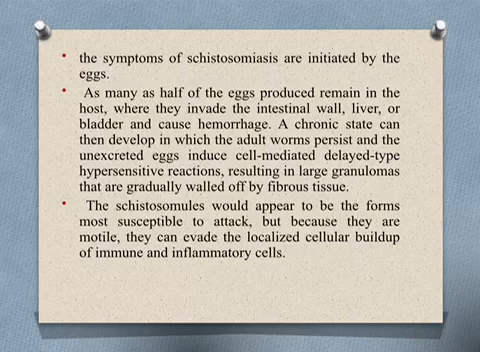 the symptoms of schistosomiasis are initiated by the
eggs.
As many as half of the eggs produced remain in the
host, where they invade the intestinal wall, liver, or
bladder and cause hemorrhage. A chronic state can
then develop in which the adult worms persist and the
unexcreted eggs induce cell-mediated delayed-type
hypersensitive reactions, resulting in large granulomas
that are gradually walled off by fibrous tissue.
The schistosomules would appear to be the forms
most susceptible to attack, but because they are
motile, they can evade the localized cellular buildup
of immune and inflammatory cells.